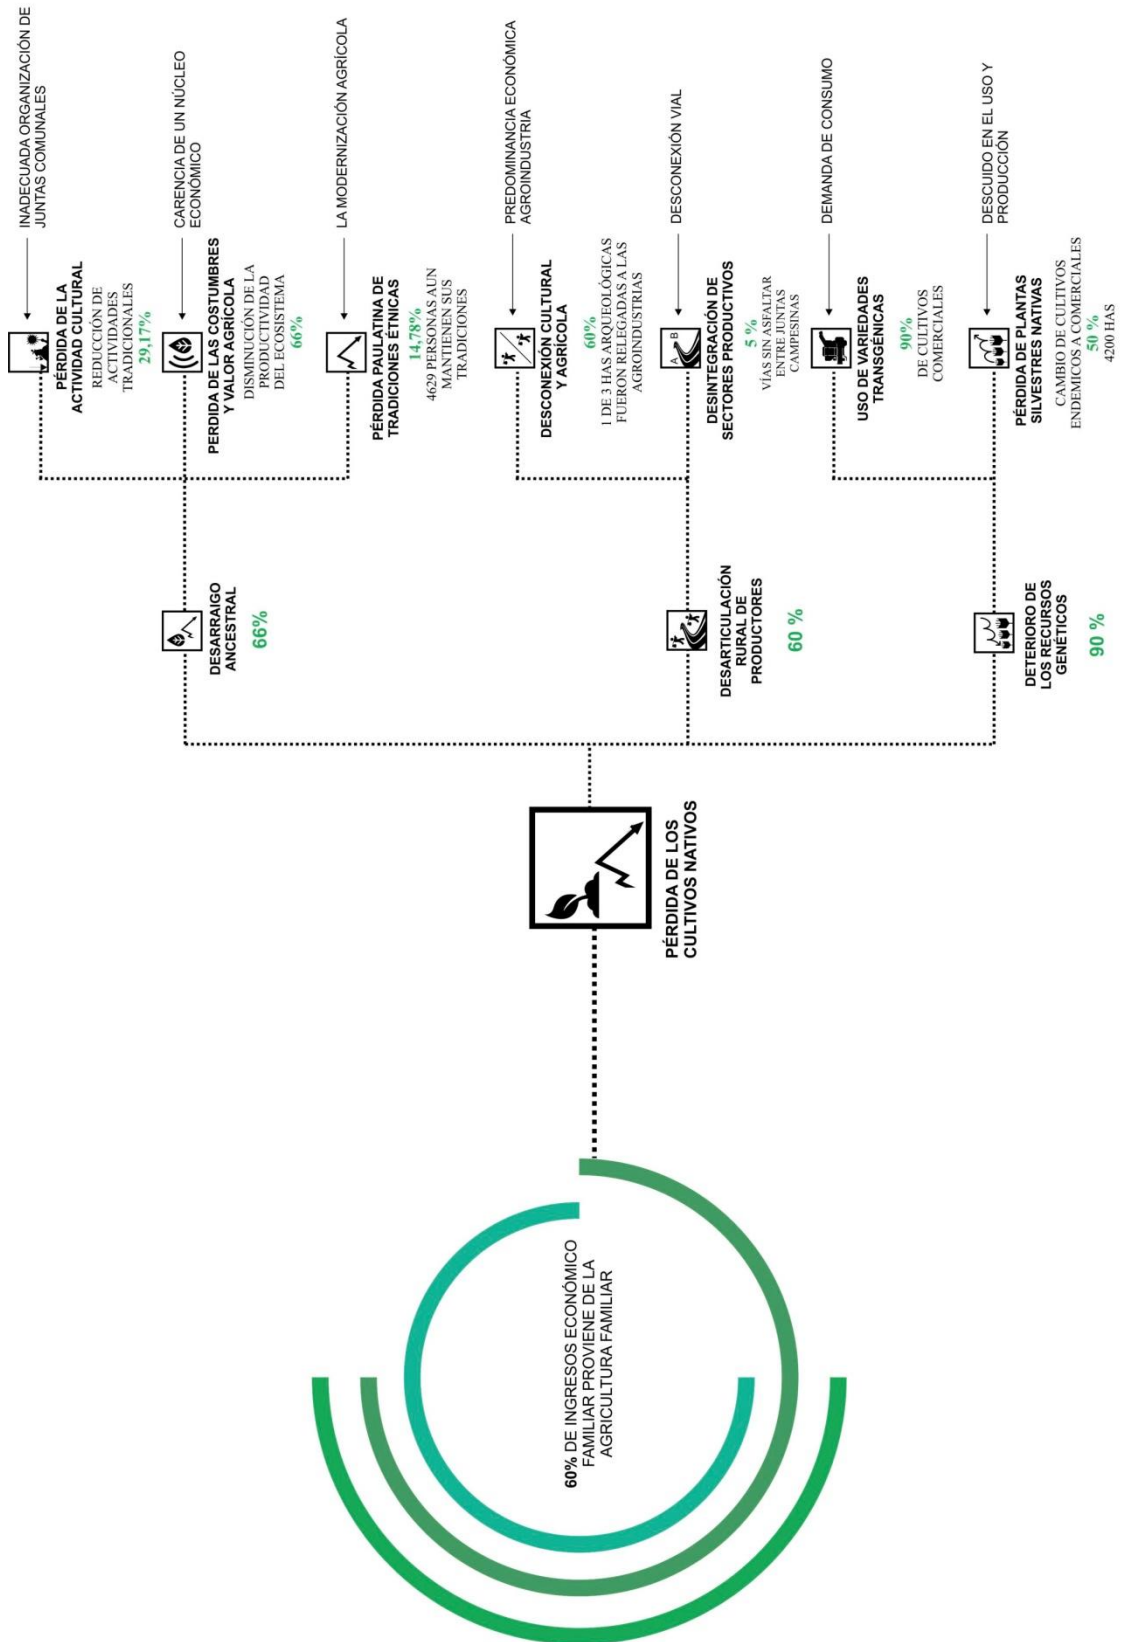 60% DE INGRESOS ECONÓMICO
FAMILIAR PROVIENE DE LA
AGRICULTURA FAMILIAR
PÉRDIDA DE LOS
CULTIVOS NATIVOS
DESARRAIGO
ANCESTRAL
66%
DESARTICULACIÓN
RURAL DE
PRODUCTORES
60 %
DETERIORO DE
LOS RECURSOS
GENÉTICOS
90 %
PÉRDIDA DE LA
ACTIVIDAD CULTURAL
REDUCCIÓN DE
ACTIVIDADES
TRADICIONALES
29,17%
INADECUADA ORGANIZACIÓN DE
JUNTAS COMUNALES
PERDIDA DE LAS COSTUMBRES
Y VALOR AGRÍCOLA
DISMINUCIÓN DE LA
PRODUCTIVIDAD
DEL ECOSISTEMA
66%
CARENCIA DE UN NÚCLEO
ECONÓMICO
PÉRDIDA PAULATINA DE
TRADICIONES ÉTNICAS
14,78%
4629 PERSONAS AUN
MANTIENEN SUS
TRADICIONES
LA MODERNIZACIÓN AGRÍCOLA
DESCONEXIÓN CULTURAL
Y AGRÍCOLA
60%
1 DE 3 HAS ARQUEOLÓGICAS
FUERON RELEGADAS A LAS
AGROINDUSTRIAS
PREDOMINANCIA ECONÓMICA
AGROINDUSTRIA
A
B
DESINTEGRACIÓN DE
SECTORES PRODUCTIVOS
5 %
VÍAS SIN ASFALTAR
ENTRE JUNTAS
CAMPESINAS
DESCONEXIÓN VIAL
USO DE VARIEDADES
TRANSGÉNICAS
90%
DE CULTIVOS
COMERCIALES
DEMANDA DE CONSUMO
PÉRDIDA DE PLANTAS
SILVESTRES NATIVAS
CAMBIO DE CULTIVOS
ENDEMICOS A COMERCIALES
50 %
4200 HAS
DESCUIDO EN EL USO Y
PRODUCCIÓN